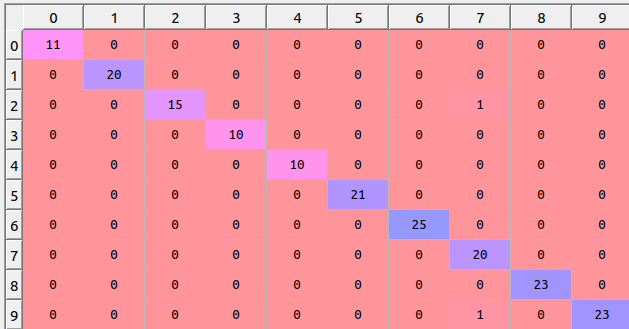 0 1 2 3 4 5 6 7 8 9
0 11 0 0 0 0 0 0 0 0 0
1 0 20 0 0 0 0 0 0 0 0
2 0 0 15 0 0 0 0 1 0 0
3 0 0 0 10 0 0 0 0 0 0
4 0 0 0 0 10 0 0 0 0 0
5 0 0 0 0 0 21 0 0 0 0
6 0 0 0 0 0 0 25 0 0 0
7 0 0 0 0 0 0 0 20 0 0
8 0 0 0 0 0 0 0 0 23 0
9 0 0 0 0 0 0 0 1 0 23